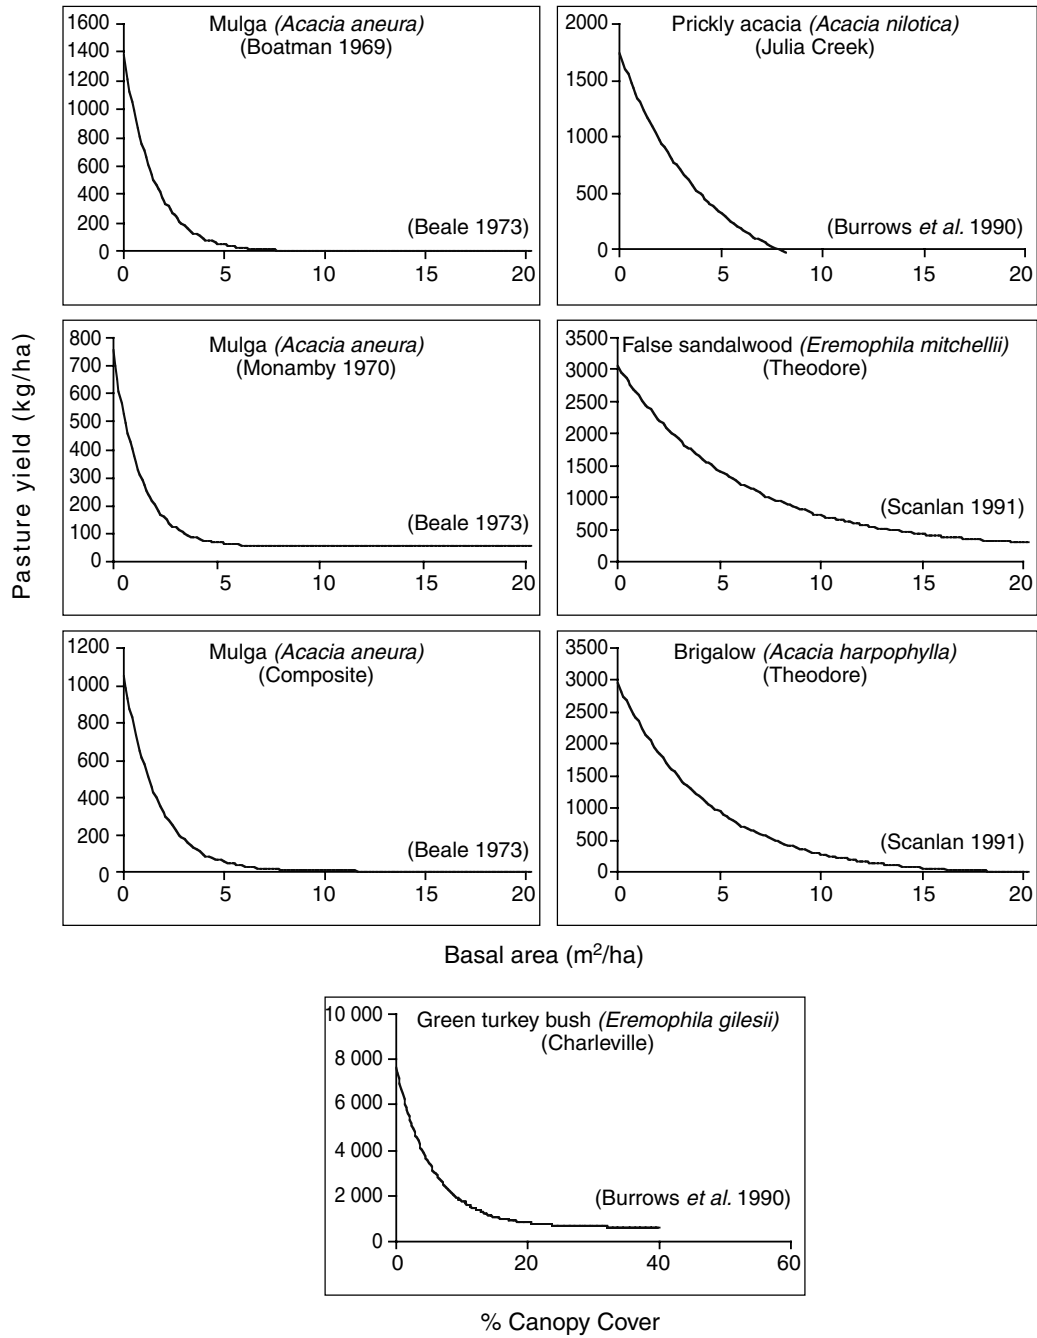 Pasture yield (kg/ha)
Mulga (Acacia aneura)
(Boatman 1969)
1600
1400
1200
1000
800
600
400
200
0
(Beale 1973)
0 5 10 15 20
Prickly acacia (Acacia nilotica)
(Julia Creek)
2000
1500
1000
500
0
(Burrows et al. 1990)
0 5 10 15 20
Mulga (Acacia aneura)
(Monamby 1970)
800
700
600
500
400
300
200
100
0
(Beale 1973)
0 5 10 15 20
False sandalwood (Eremophila mitchellii)
(Theodore)
3500
3000
2500
2000
1500
1000
500
0
(Scanlan 1991)
0 5 10 15 20
Mulga (Acacia aneura)
(Composite)
1200
1000
800
600
400
200
0
(Beale 1973)
0 5 10 15 20
Brigalow (Acacia harpophylla)
(Theodore)
3500
3000
2500
2000
1500
1000
500
0
(Scanlan 1991)
0 5 10 15 20
Basal area (m²/ha)
Green turkey bush (Eremophila gilesii)
(Charleville)
10 000
8 000
6 000
4 000
2 000
0
(Burrows et al. 1990)
0 20 40 60
% Canopy Cover